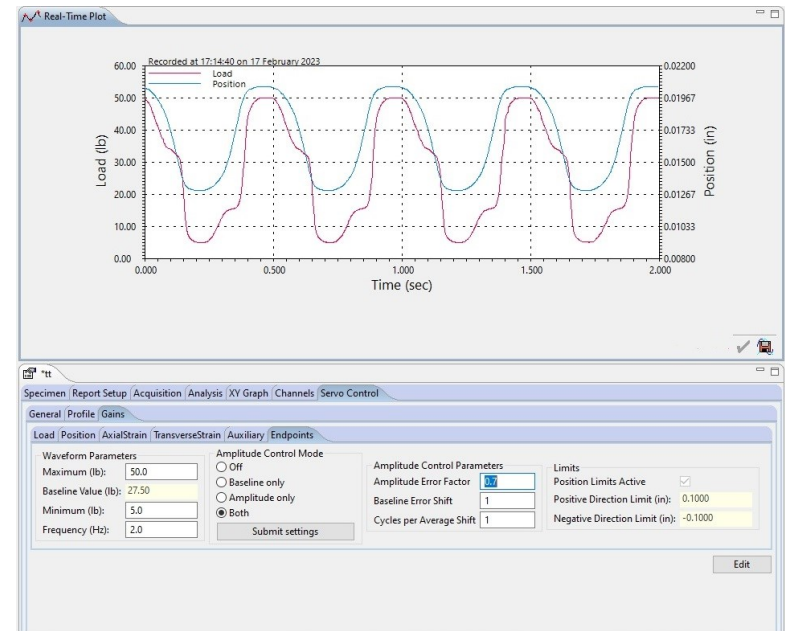 Real-Time Plot
Recorded at 17:14:40 on 17 February 2023
Load
Position
60.00
50.00
40.00
30.00
20.00
10.00
0.00
Load (lb)
0.02200
0.01967
0.01733
0.01500
0.01267
0.01033
0.00800
Position (in)
0.000 0.500 1.000 1.500 2.000
Time (sec)
*tt
Specimen Report Setup Acquisition Analysis XY Graph Channels Servo Control
General Profile Gains
Load Position AxialStrain TransverseStrain Auxiliary Endpoints
Waveform Parameters
Maximum (lb): 50.0
Baseline Value (lb): 27.50
Minimum (lb): 5.0
Frequency (Hz): 2.0
Amplitude Control Mode
Off
Baseline only
Amplitude only
Both
Submit settings
Amplitude Control Parameters
Amplitude Error Factor 0.7
Baseline Error Shift 1
Cycles per Average Shift 1
Limits
Position Limits Active
Positive Direction Limit (in): 0.1000
Negative Direction Limit (in): -0.1000
Edit